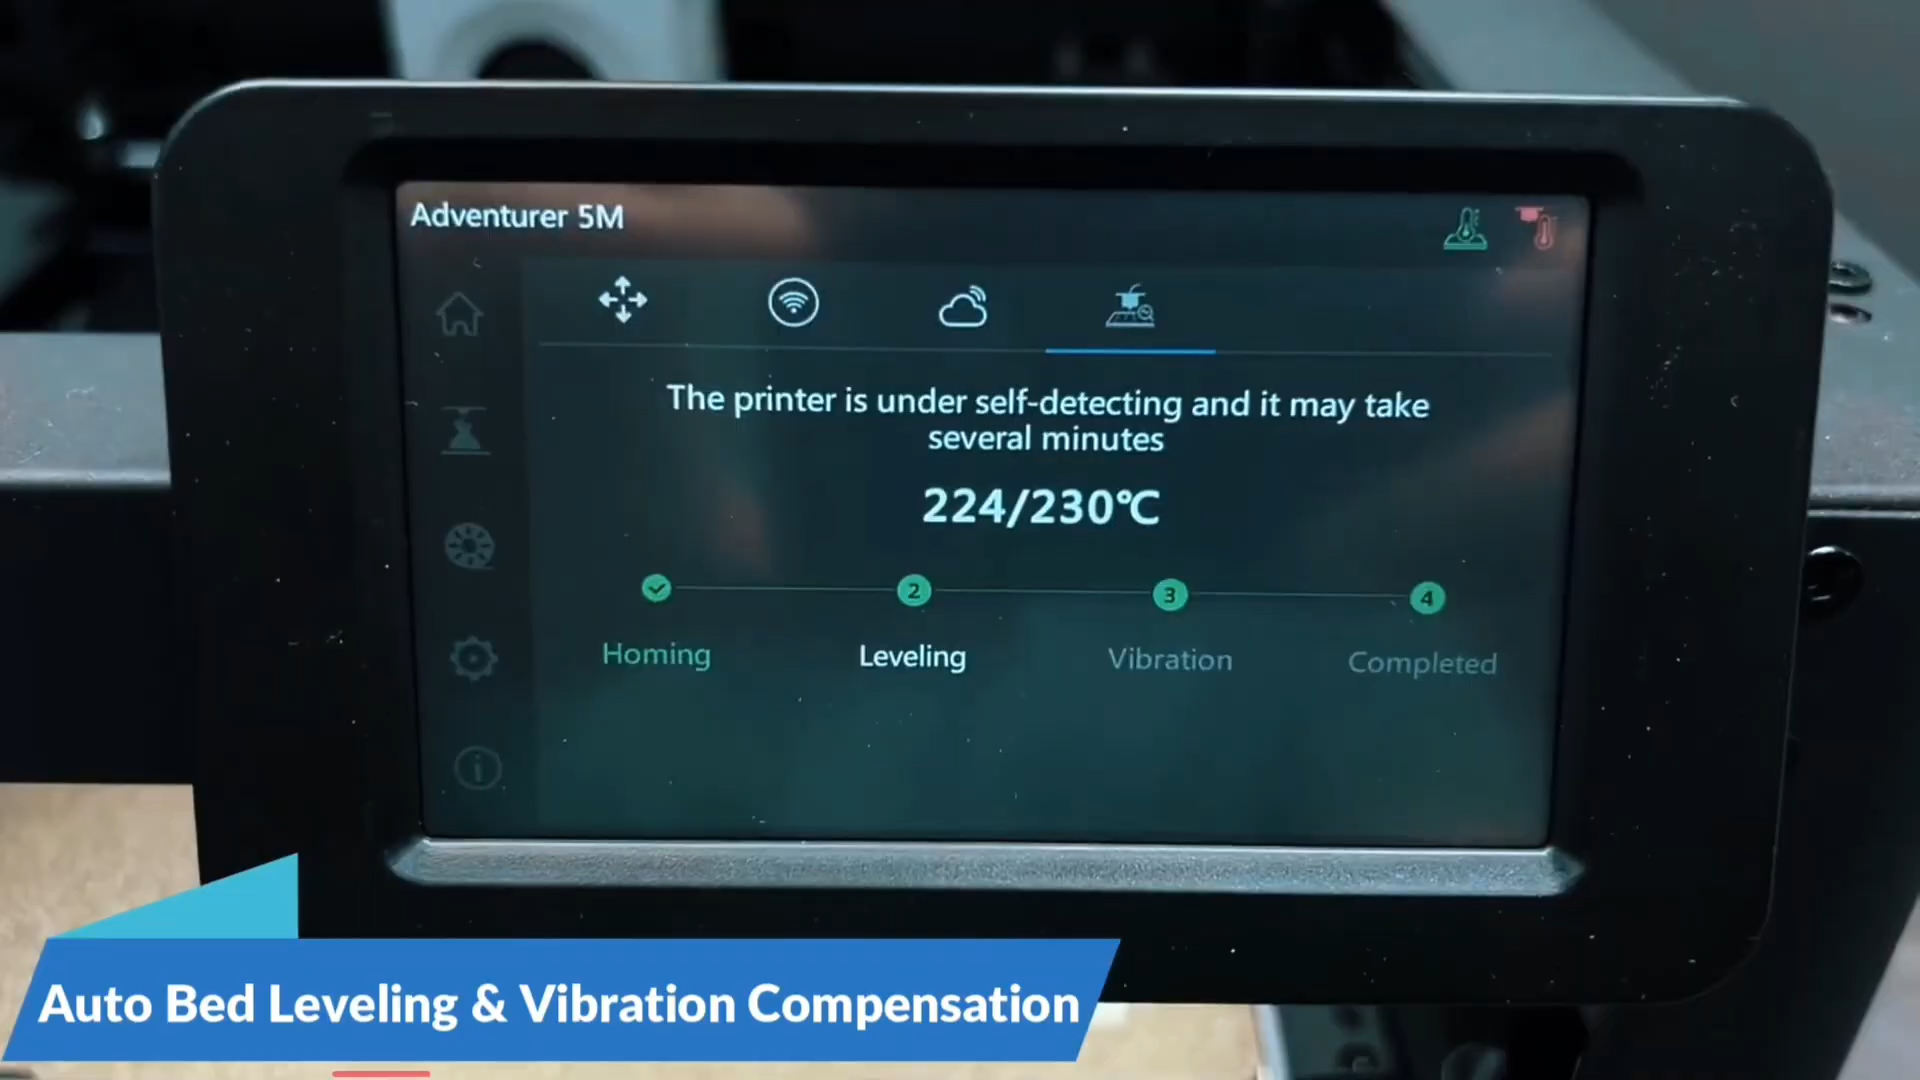 Adventurer 5M
The printer is under self-detecting and it may take
several minutes
224/230℃
2
3
4
Homing
Leveling
Vibration
Completed
Auto Bed Leveling & Vibration Compensation